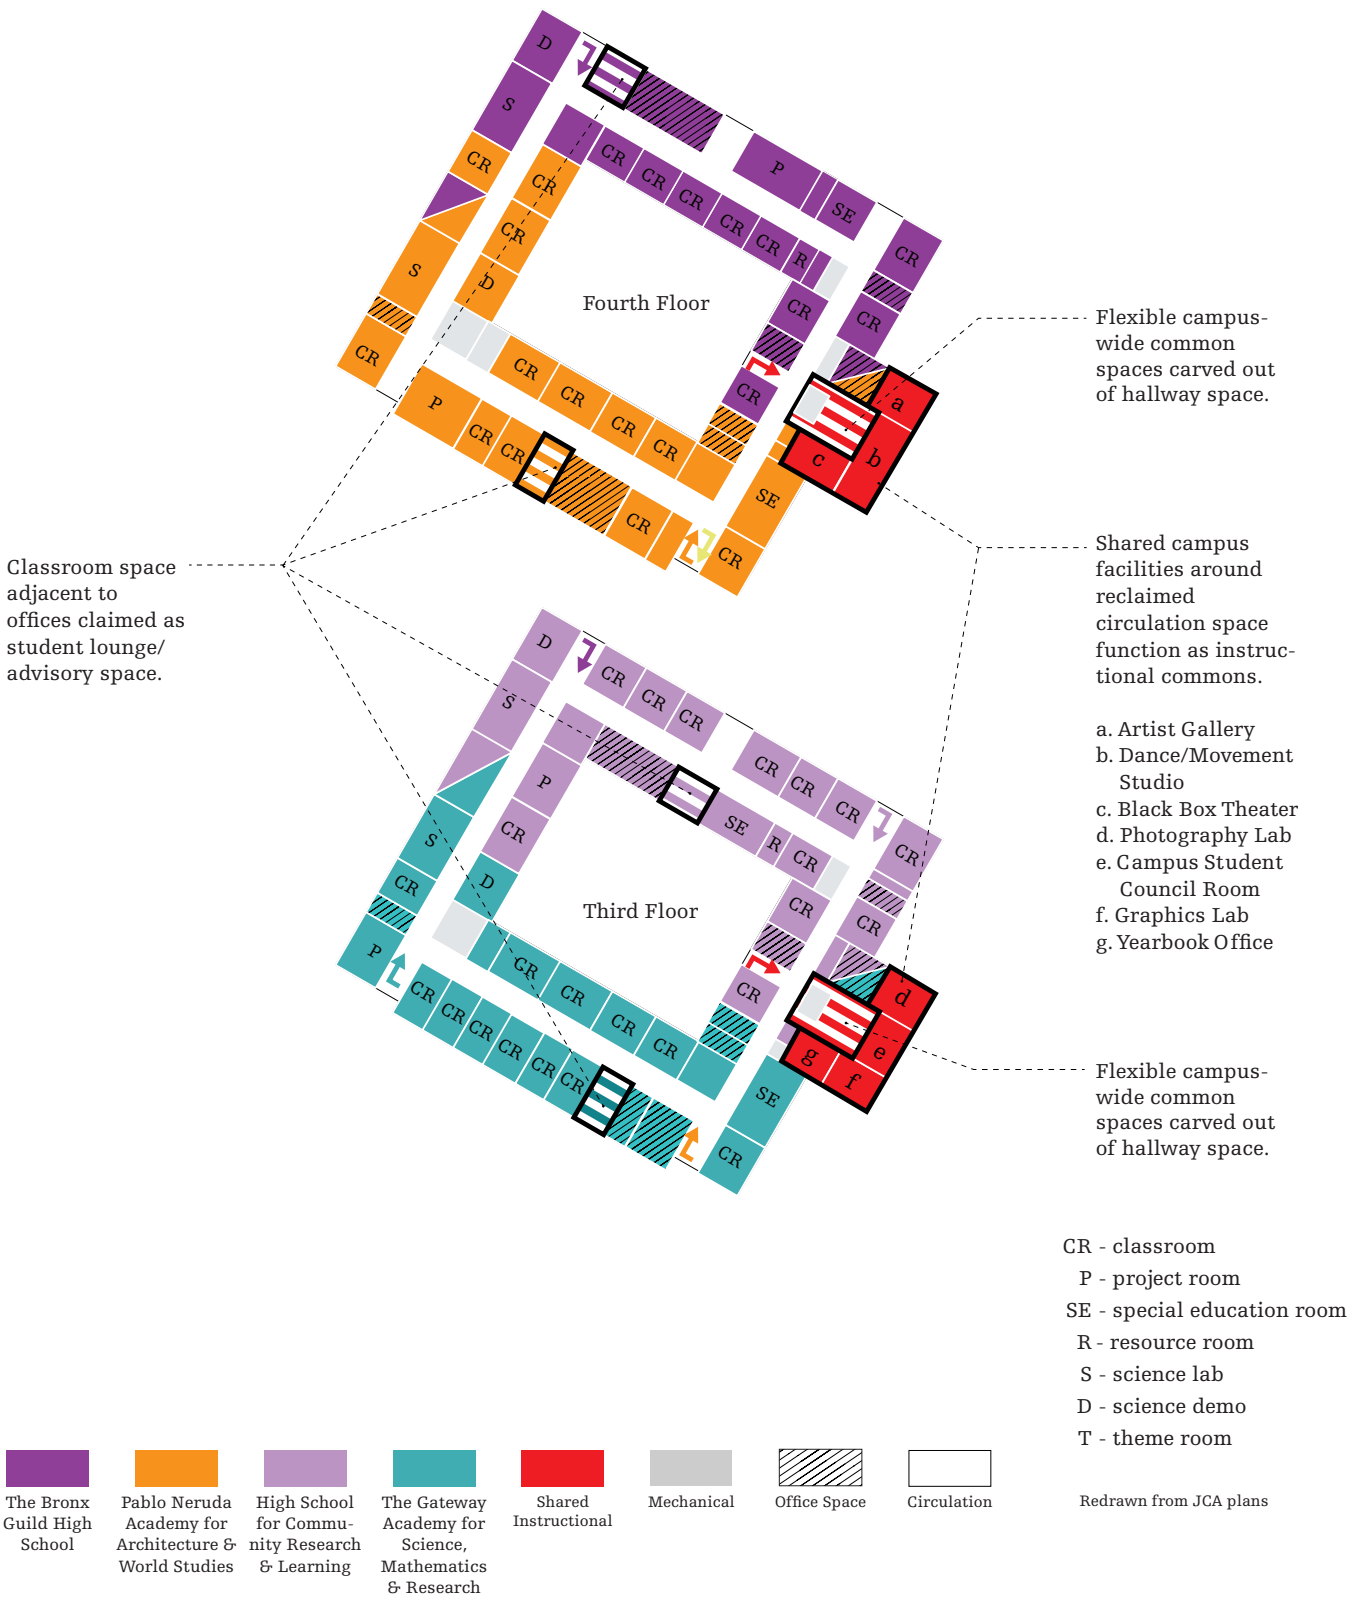 D
S
CR
S
CR
CR
CR
D
CR
CR
CR
CR
CR
R
P
SE
CR
CR
CR
CR
Fourth Floor
P
CR
CR
CR
CR
CR
CR
CR
SE
CR
a
b
c
Flexible campus-
wide common
spaces carved out
of hallway space.
Shared campus
facilities around
reclaimed
circulation space
function as instruc-
tional commons.
a. Artist Gallery
b. Dance/Movement
Studio
c. Black Box Theater
d. Photography Lab
e. Campus Student
Council Room
f. Graphics Lab
g. Yearbook Office
Classroom space
adjacent to
offices claimed as
student lounge/
advisory space.
D
S
S
CR
P
P
CR
D
CR
CR
CR
CR
CR
CR
SE
R
CR
CR
CR
CR
CR
Third Floor
CR
CR
CR
CR
CR
CR
CR
CR
CR
CR
SE
CR
d
e
f
g
Flexible campus-
wide common
spaces carved out
of hallway space.
CR - classroom
P - project room
SE - special education room
R - resource room
S - science lab
D - science demo
T - theme room
The Bronx
Guild High
School
Pablo Neruda
Academy for
Architecture &
World Studies
High School
for Commu-
nity Research
& Learning
The Gateway
Academy for
Science,
Mathematics
& Research
Shared
Instructional
Mechanical
Office Space
Circulation
Redrawn from JCA plans